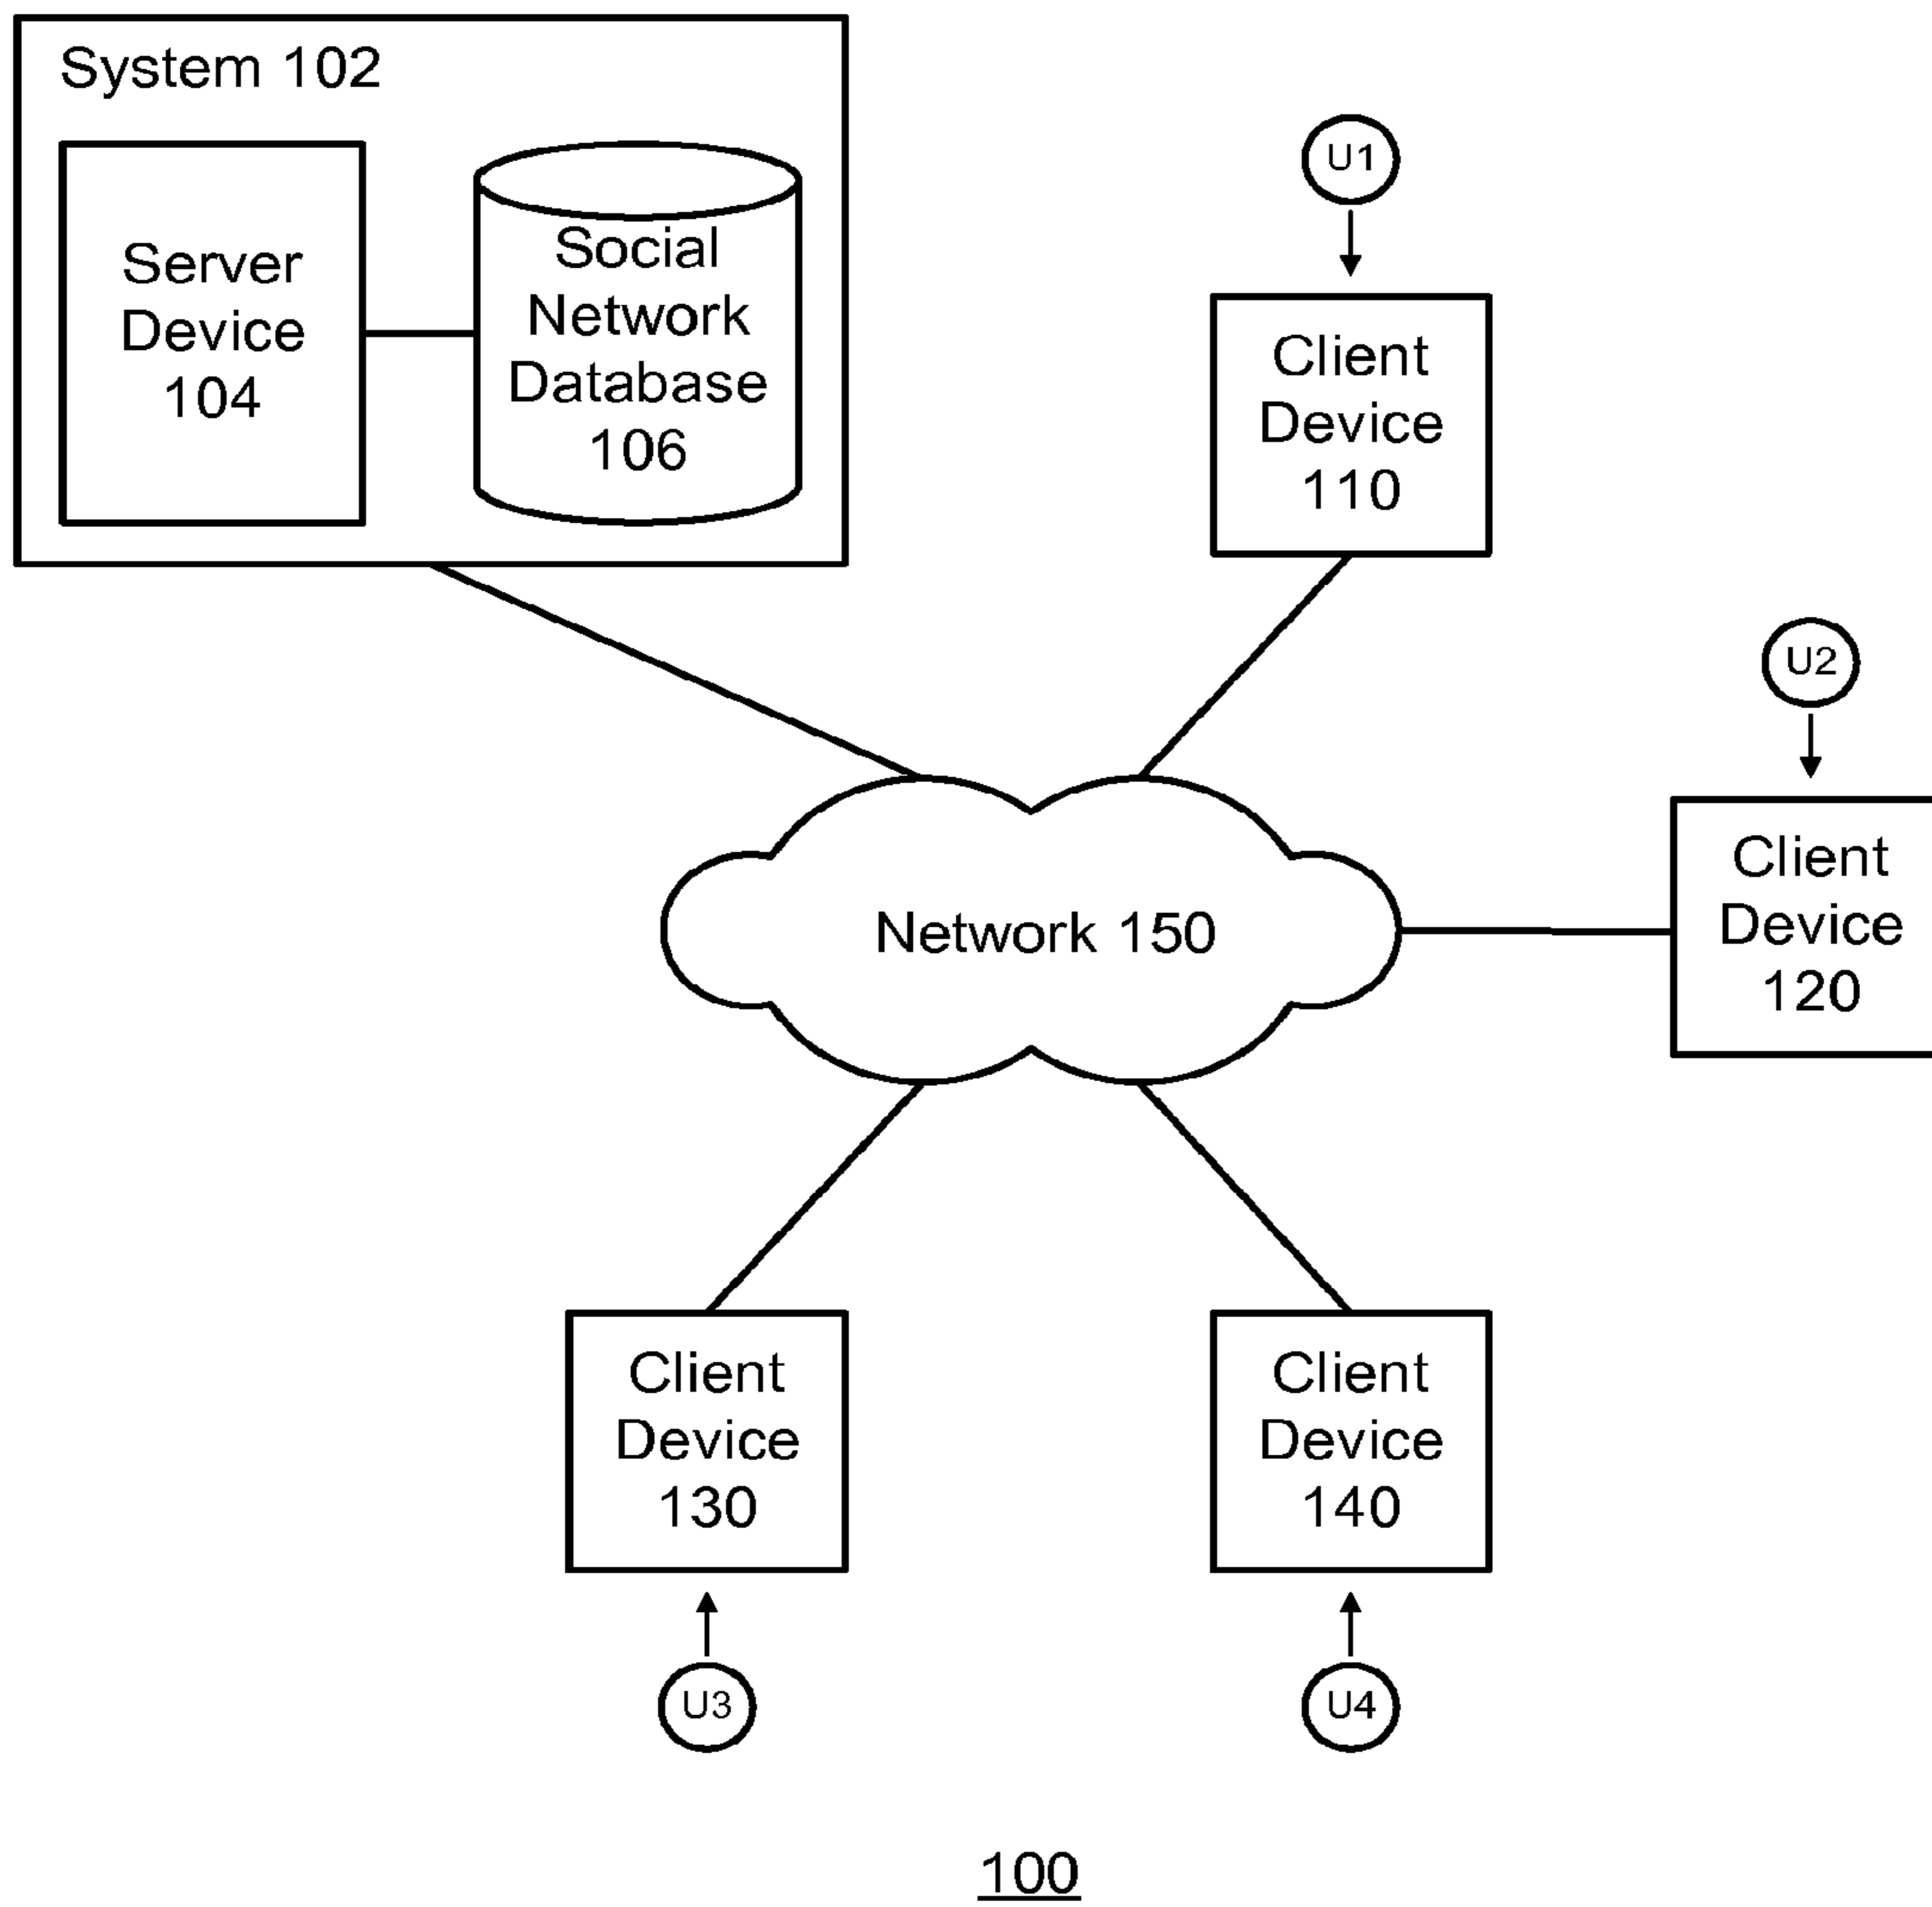 System 102
Server
Device
104
Social
Network
Database
106
U1
Client
Device
110
U2
Client
Device
120
Network 150
Client
Device
130
Client
Device
140
U3
U4
100